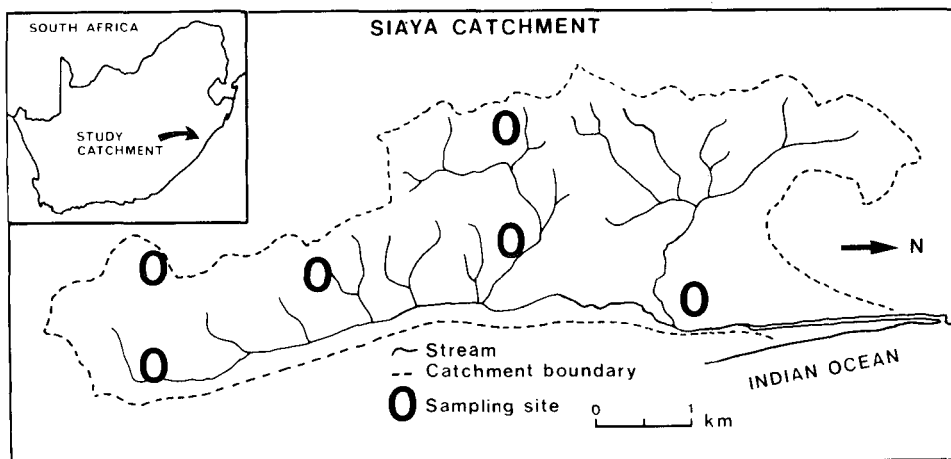 SIAYA CATCHMENT
SOUTH AFRICA
STUDY
CATCHMENT
N
Stream
Catchment boundary
Sampling site
0 1
km
INDIAN OCEAN